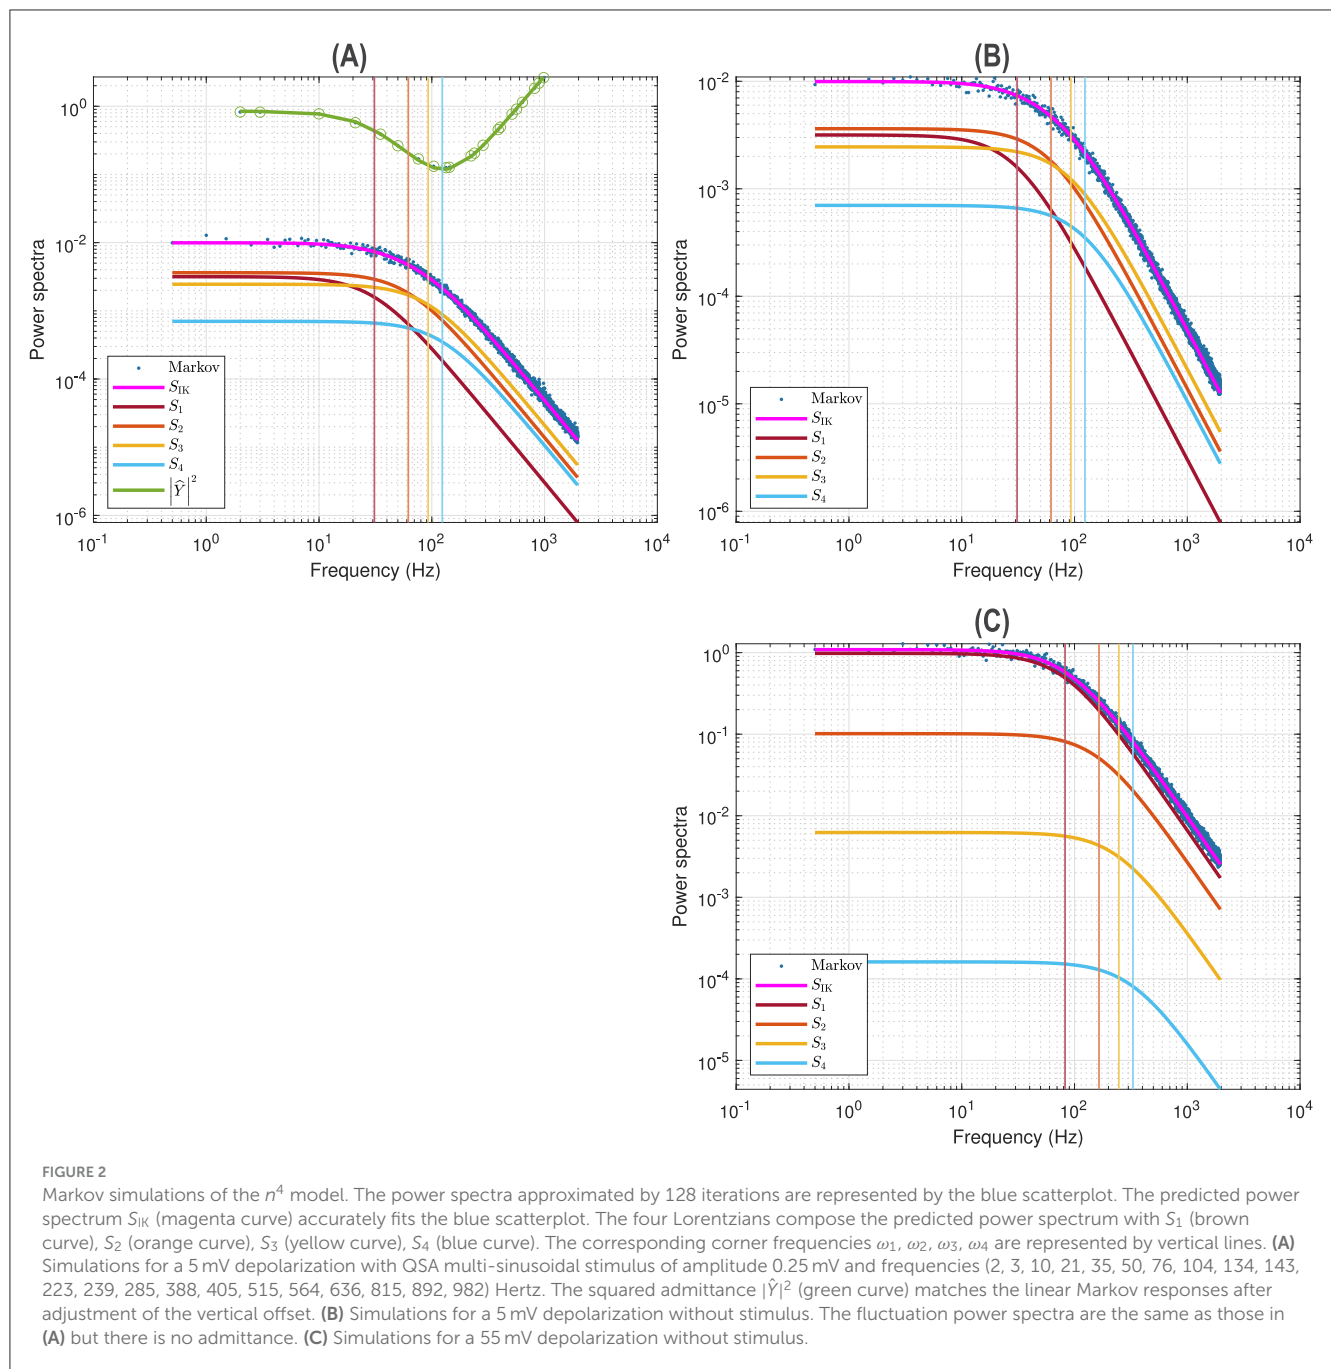 (A)
10^0
10^-2
10^-4
10^-6
Power spectra
Markov
S_IK
S_1
S_2
S_3
S_4
|Ŷ|^2
10^-1 10^0 10^1 10^2 10^3 10^4
Frequency (Hz)
(B)
10^-2
10^-3
10^-4
10^-5
10^-6
Power spectra
Markov
S_IK
S_1
S_2
S_3
S_4
10^-1 10^0 10^1 10^2 10^3 10^4
Frequency (Hz)
(C)
10^0
10^-1
10^-2
10^-3
10^-4
10^-5
Power spectra
Markov
S_IK
S_1
S_2
S_3
S_4
10^-1 10^0 10^1 10^2 10^3 10^4
Frequency (Hz)
FIGURE 2
Markov simulations of the n^4 model. The power spectra approximated by 128 iterations are represented by the blue scatterplot. The predicted power
spectrum S_IK (magenta curve) accurately fits the blue scatterplot. The four Lorentzians compose the predicted power spectrum with S_1 (brown
curve), S_2 (orange curve), S_3 (yellow curve), S_4 (blue curve). The corresponding corner frequencies ω_1, ω_2, ω_3, ω_4 are represented by vertical lines. (A)
Simulations for a 5 mV depolarization with QSA multi-sinusoidal stimulus of amplitude 0.25 mV and frequencies (2, 3, 10, 21, 35, 50, 76, 104, 134, 143,
223, 239, 285, 388, 405, 515, 564, 636, 815, 892, 982) Hertz. The squared admittance |Ŷ|^2 (green curve) matches the linear Markov responses after
adjustment of the vertical offset. (B) Simulations for a 5 mV depolarization without stimulus. The fluctuation power spectra are the same as those in
(A) but there is no admittance. (C) Simulations for a 55 mV depolarization without stimulus.